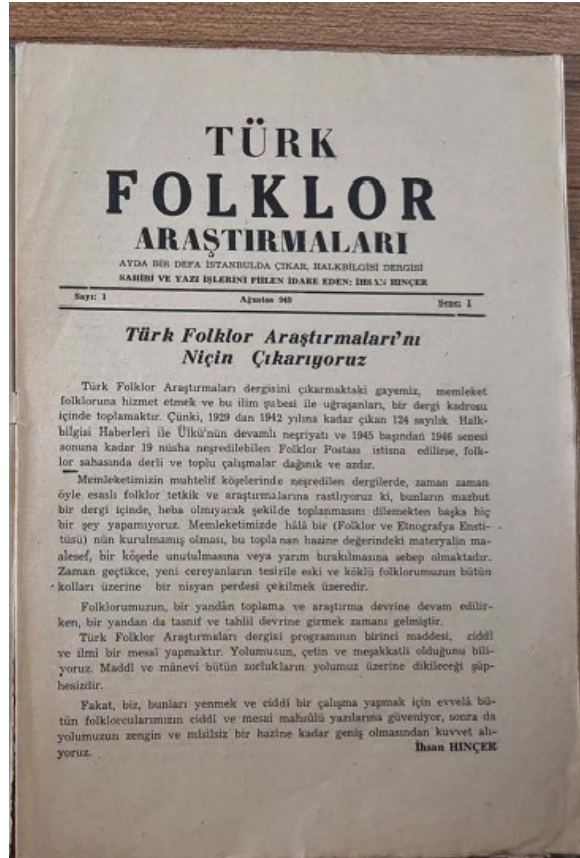 TÜRK
FOLKLOR
ARAŞTIRMALARI
AYDA BİR DEFA İSTANBULDA ÇIKAR, HALKBİLGİSİ DERGİSİ
SAHİBİ VE YAZI İŞLERİNİ FİİLEN İDARE EDEN: İHSAN HINÇER
Sayı: 1 Ağustos 949 Sene: 1
Türk Folklor Araştırmaları'nı
Niçin Çıkarıyoruz
Türk Folklor Araştırmaları dergisini çıkarmaktaki gayemiz, memleket
folkloruna hizmet etmek ve bu ilim şubesi ile uğraşanları, bir dergi kadrosu
içinde toplamaktır. Çünki, 1929 dan 1942 yılına kadar çıkan 124 sayılık Halk-
bilgisi Haberleri ile Ülkü'nün devamlı neşriyatı ve 1945 başından 1946 senesi
sonuna kadar 19 nüsha neşredilebilen Folklor Postası istisna edilirse, folk-
lor sahasında derli ve toplu çalışmalar dağınık ve azdır.
Memleketimizin muhtelif köşelerinde neşredilen dergilerde, zaman zaman
öyle esaslı folklor tetkik ve araştırmalarına rastlıyoruz ki, bunların mazbut
bir dergi içinde, heba olmıyacak şekilde toplanmasını dilemekten başka hiç
bir şey yapamıyoruz. Memleketimizde hâlâ bir (Folklor ve Etnografya Ensti-
tüsü) nün kurulmamış olması, bu toplanan hazine değerindeki materyalin ma-
alesef, bir köşede unutulmasına veya yarım bırakılmasına sebep olmaktadır.
Zaman geçtikce, yeni cereyanların tesirile eski ve köklü folklorumuzun bütün
kolları üzerine bir nisyan perdesi çekilmek üzeredir.
Folklorumuzun, bir yandan toplama ve araştırma devrine devam edilir-
ken, bir yandan da tasnif ve tahlil devrine girmek zamanı gelmiştir.
Türk Folklor Araştırmaları dergisi programının birinci maddesi, ciddî
ve ilmi bir mesai yapmaktır. Yolumuzun, çetin ve meşakkatli olduğunu bili-
yoruz. Maddî ve mânevi bütün zorlukların yolumuz üzerine dikileceği şüp-
hesizdir.
Fakat, biz, bunları yenmek ve ciddî bir çalışma yapmak için evvelâ bü-
tün folklorcularımızın ciddî ve mesai mahsûlü yazılarına güveniyor, sonra da
yolumuzun zengin ve misilsiz bir hazine kadar geniş olmasından kuvvet alı-
yoruz. İhsan HINÇER